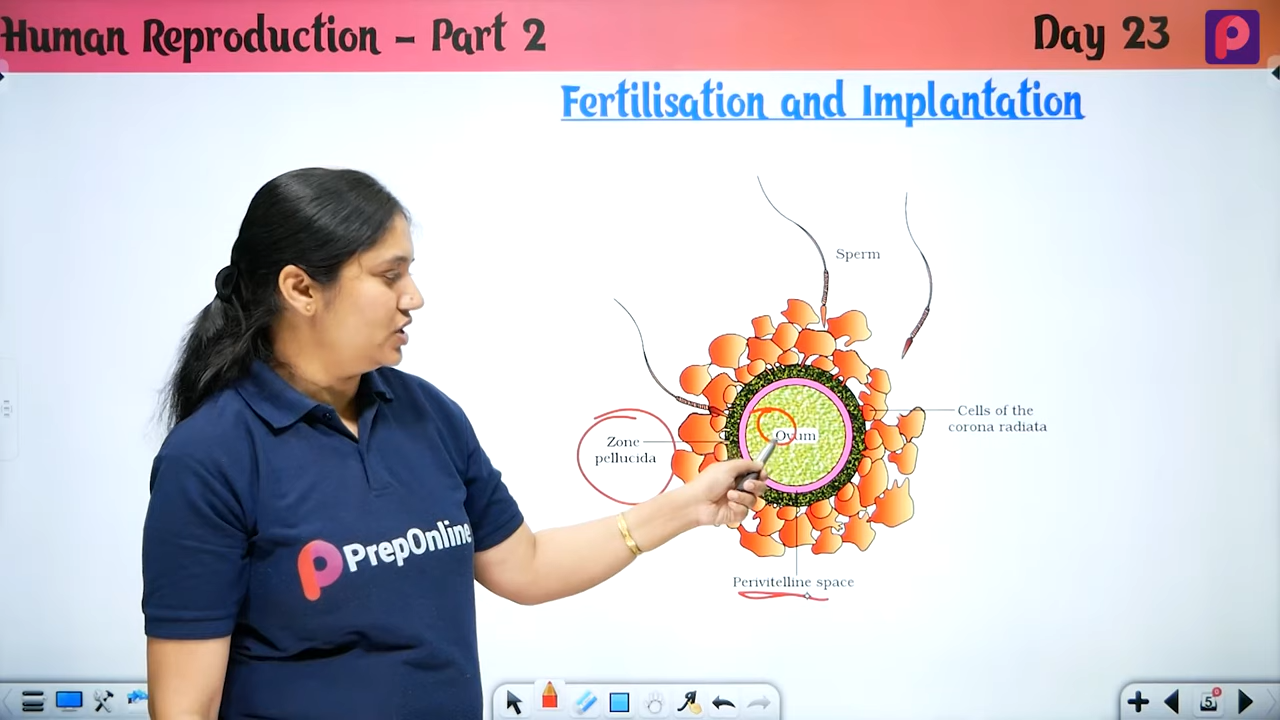 Human Reproduction – Part 2
Day 23
Fertilisation and Implantation
Sperm
Cells of the
corona radiata
Zone
pellucida
Ovum
Perivitelline space
PrepOnline
5